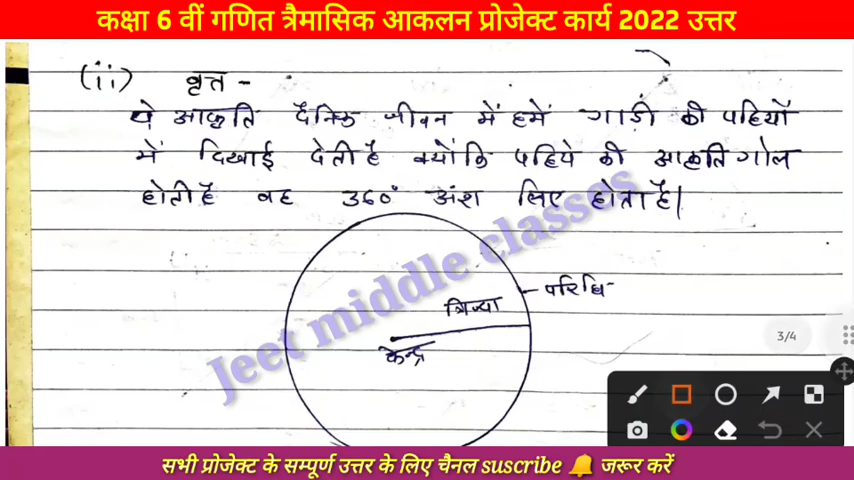 कक्षा 6 वीं गणित त्रैमासिक आकलन प्रोजेक्ट कार्य 2022 उत्तर
(ii) वृत्त -
ये आकृति दैनिक जीवन में हमें गाडी की पहियों
में दिखाई देती है क्योंकि पहिये की आकृति गोल
होती है वह 360° अंश लिए होता है|
परिधि
त्रिज्या
केन्द्र
Jeet middle classes
3/4
सभी प्रोजेक्ट के सम्पूर्ण उत्तर के लिए चैनल suscribe 🔔 जरूर करें